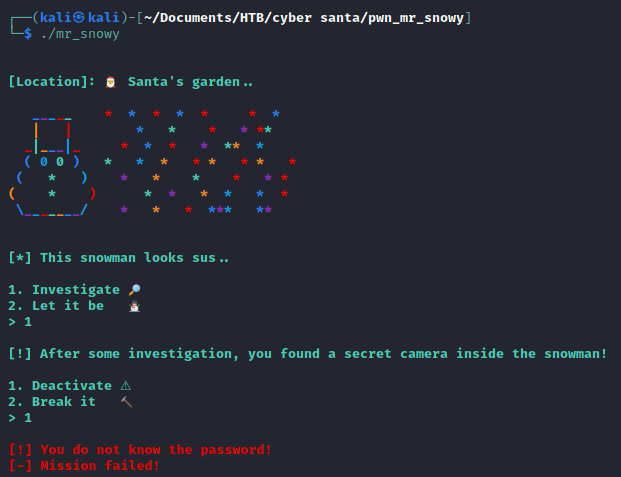 ┌──(kali㉿kali)-[~/Documents/HTB/cyber santa/pwn_mr_snowy]
└─$ ./mr_snowy
[Location]: 🎅 Santa's garden..
[*] This snowman looks sus..
1. Investigate 🔎
2. Let it be ⛄
> 1
[!] After some investigation, you found a secret camera inside the snowman!
1. Deactivate ⚠
2. Break it 🔨
> 1
[!] You do not know the password!
[-] Mission failed!